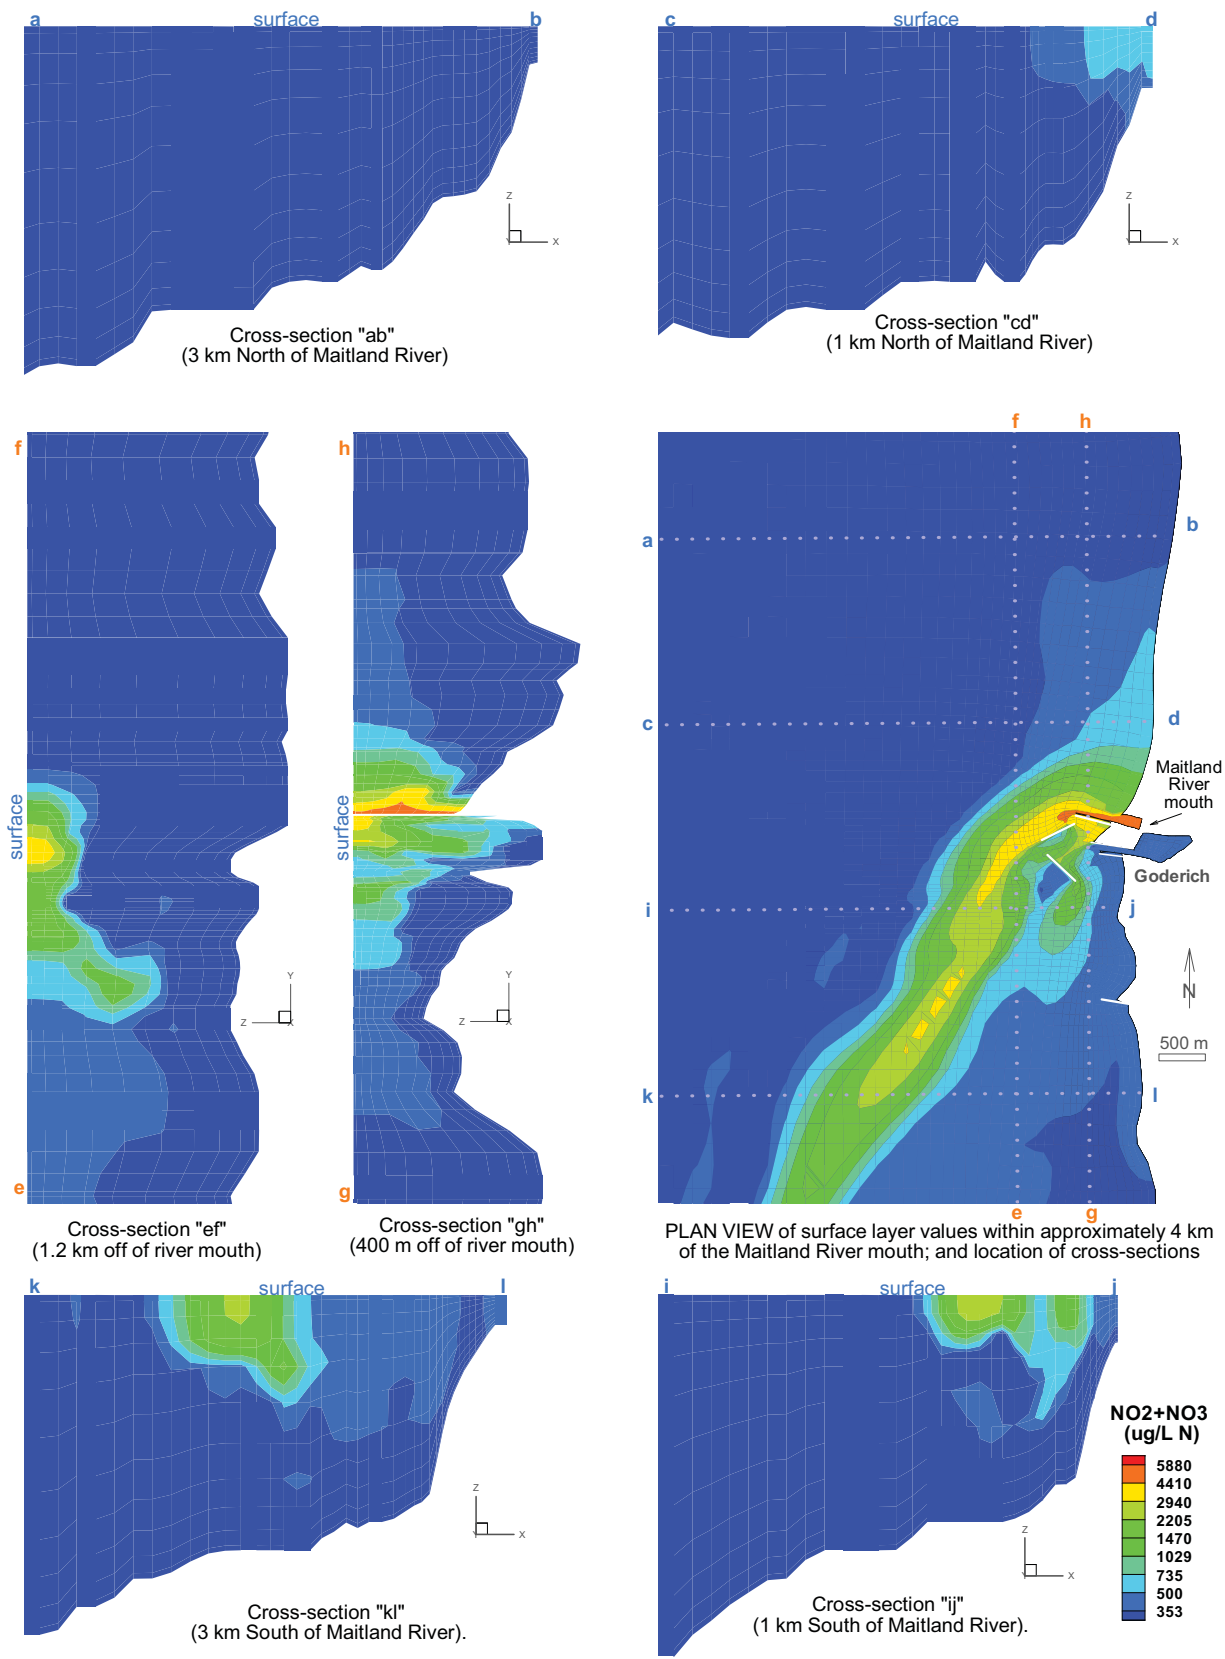 a surface b
c surface d
z
x
z
Y x
Cross-section "ab"
(3 km North of Maitland River)
Cross-section "cd"
(1 km North of Maitland River)
f
surface
e
Y
z x
Cross-section "ef"
(1.2 km off of river mouth)
h
surface
g
Y
z x
Cross-section "gh"
(400 m off of river mouth)
f h
a b
c d
Maitland
River
mouth
Goderich
i j
N
500 m
k l
e g
PLAN VIEW of surface layer values within approximately 4 km
of the Maitland River mouth; and location of cross-sections
k surface l
z
Y x
Cross-section "kl"
(3 km South of Maitland River).
i surface j
z
x
Cross-section "ij"
(1 km South of Maitland River).
NO2+NO3
(ug/L N)
5880
4410
2940
2205
1470
1029
735
500
353